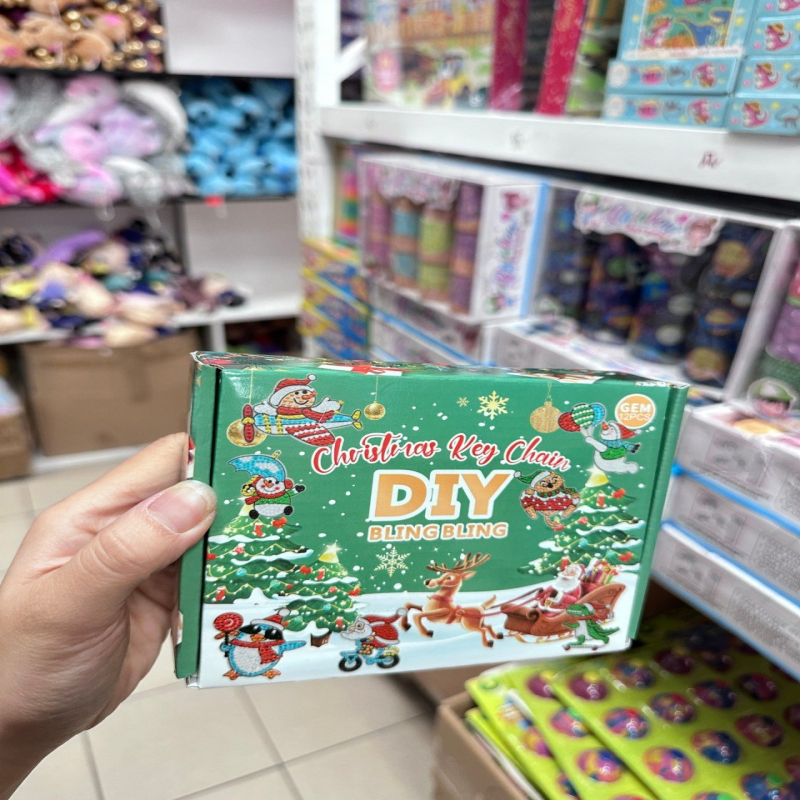 GEM
12PCS
Christmas Key Chain
DIY
BLING BLING